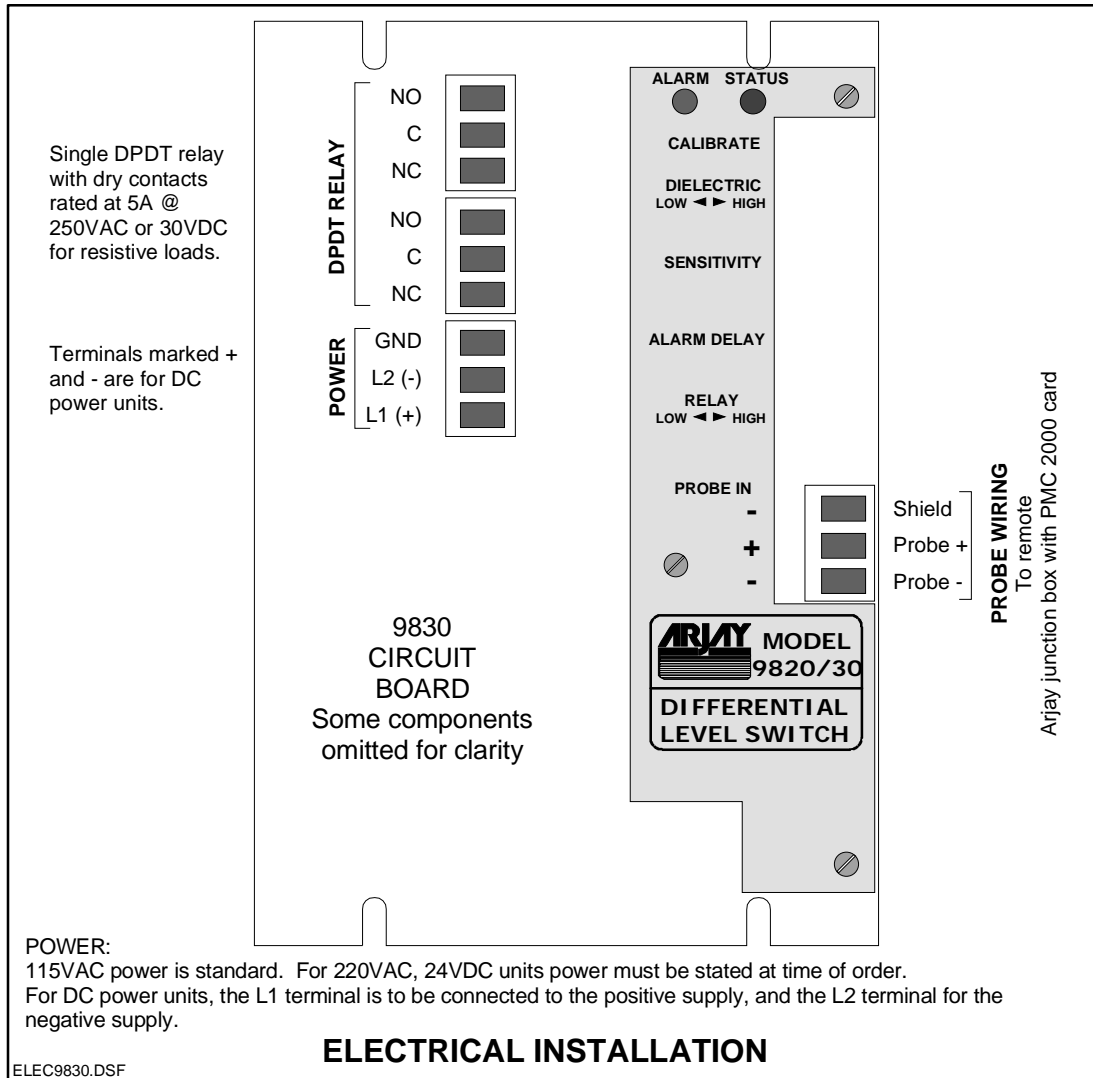 Single DPDT relay
with dry contacts
rated at 5A @
250VAC or 30VDC
for resistive loads.
Terminals marked +
and - are for DC
power units.
DPDT RELAY
NO
C
NC
NO
C
NC
POWER
GND
L2 (-)
L1 (+)
ALARM STATUS
CALIBRATE
DIELECTRIC
LOW ◄ ► HIGH
SENSITIVITY
ALARM DELAY
RELAY
LOW ◄ ► HIGH
PROBE IN
-
+
-
Shield
Probe +
Probe -
PROBE WIRING
To remote
Arjay junction box with PMC 2000 card
9830
CIRCUIT
BOARD
Some components
omitted for clarity
ARJAY MODEL
9820/30
DIFFERENTIAL
LEVEL SWITCH
POWER:
115VAC power is standard. For 220VAC, 24VDC units power must be stated at time of order.
For DC power units, the L1 terminal is to be connected to the positive supply, and the L2 terminal for the
negative supply.
ELECTRICAL INSTALLATION
ELEC9830.DSF